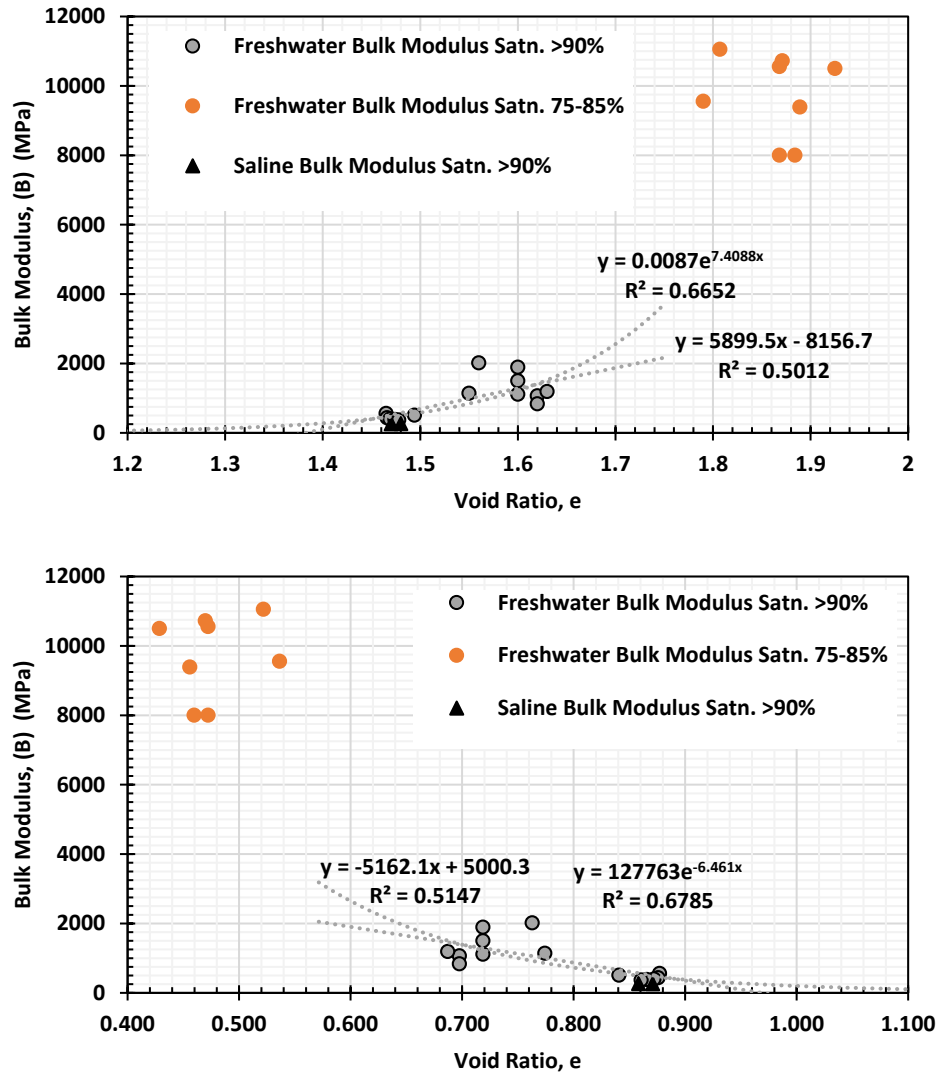 12000
10000
8000
6000
4000
2000
0
Bulk Modulus, (B) (MPa)
Freshwater Bulk Modulus Satn. >90%
Freshwater Bulk Modulus Satn. 75-85%
Saline Bulk Modulus Satn. >90%
y = 0.0087e^7.4088x
R² = 0.6652
y = 5899.5x - 8156.7
R² = 0.5012
1.2 1.3 1.4 1.5 1.6 1.7 1.8 1.9 2
Void Ratio, e
12000
10000
8000
6000
4000
2000
0
Bulk Modulus, (B) (MPa)
Freshwater Bulk Modulus Satn. >90%
Freshwater Bulk Modulus Satn. 75-85%
Saline Bulk Modulus Satn. >90%
y = -5162.1x + 5000.3
R² = 0.5147
y = 127763e^-6.461x
R² = 0.6785
0.400 0.500 0.600 0.700 0.800 0.900 1.000 1.100
Void Ratio, e